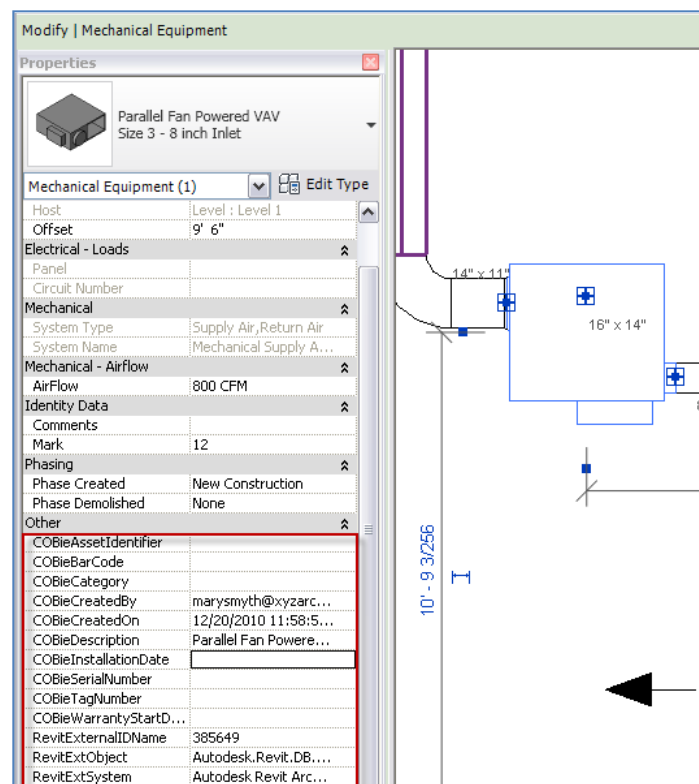 Modify | Mechanical Equipment
Properties
Parallel Fan Powered VAV
Size 3 - 8 inch Inlet
Mechanical Equipment (1) Edit Type
Host Level : Level 1
Offset 9' 6"
Electrical - Loads
Panel
Circuit Number
Mechanical
System Type Supply Air,Return Air
System Name Mechanical Supply A...
Mechanical - Airflow
AirFlow 800 CFM
Identity Data
Comments
Mark 12
Phasing
Phase Created New Construction
Phase Demolished None
Other
COBieAssetIdentifier
COBieBarCode
COBieCategory
COBieCreatedBy marysmyth@xyzarc...
COBieCreatedOn 12/20/2010 11:58:5...
COBieDescription Parallel Fan Powere...
COBieInstallationDate
COBieSerialNumber
COBieTagNumber
COBieWarrantyStartD...
RevitExternalIDName 385649
RevitExtObject Autodesk.Revit.DB....
RevitExtSystem Autodesk Revit Arc...
14" x 11"
16" x 14"
10' - 9 3/256